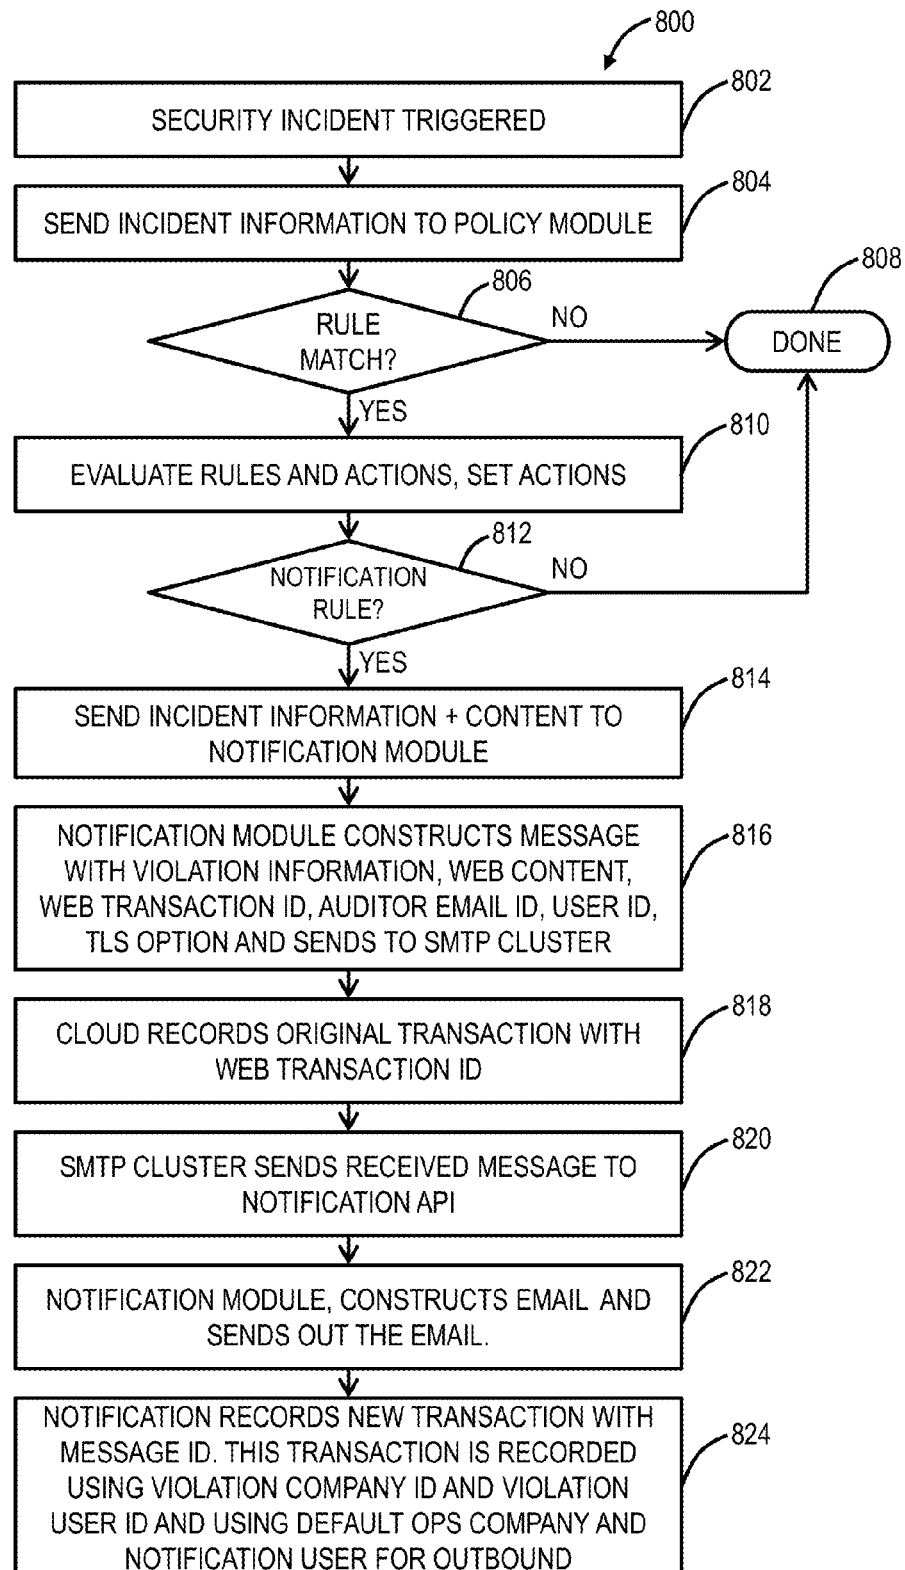 800
802
SECURITY INCIDENT TRIGGERED
804
SEND INCIDENT INFORMATION TO POLICY MODULE
806
808
RULE
MATCH?
NO
DONE
YES
810
EVALUATE RULES AND ACTIONS, SET ACTIONS
812
NOTIFICATION
RULE?
NO
YES
814
SEND INCIDENT INFORMATION + CONTENT TO
NOTIFICATION MODULE
816
NOTIFICATION MODULE CONSTRUCTS MESSAGE
WITH VIOLATION INFORMATION, WEB CONTENT,
WEB TRANSACTION ID, AUDITOR EMAIL ID, USER ID,
TLS OPTION AND SENDS TO SMTP CLUSTER
818
CLOUD RECORDS ORIGINAL TRANSACTION WITH
WEB TRANSACTION ID
820
SMTP CLUSTER SENDS RECEIVED MESSAGE TO
NOTIFICATION API
822
NOTIFICATION MODULE, CONSTRUCTS EMAIL AND
SENDS OUT THE EMAIL.
824
NOTIFICATION RECORDS NEW TRANSACTION WITH
MESSAGE ID. THIS TRANSACTION IS RECORDED
USING VIOLATION COMPANY ID AND VIOLATION
USER ID AND USING DEFAULT OPS COMPANY AND
NOTIFICATION USER FOR OUTBOUND